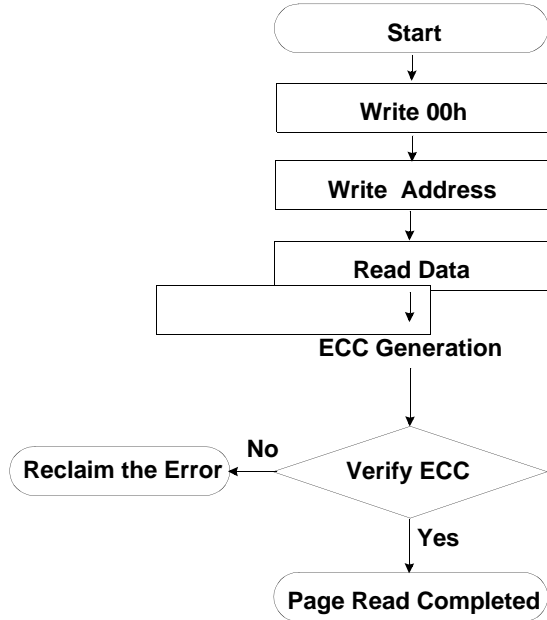 Start
Write 00h
Write Address
Read Data
ECC Generation
No
Reclaim the Error
Verify ECC
Yes
Page Read Completed